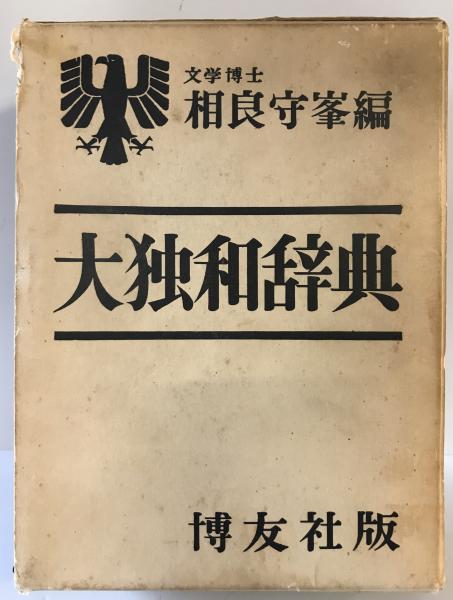 文学博士
相良守峯編
大独和辞典
博友社版